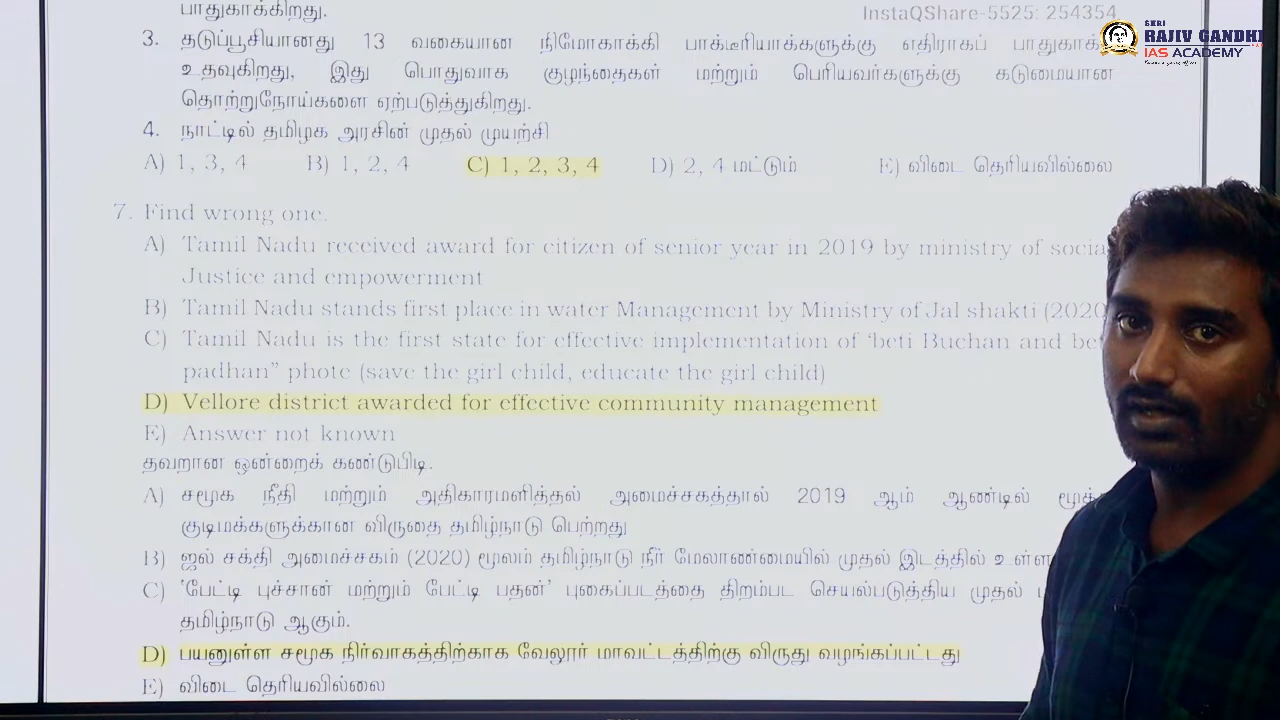 பாதுகாக்கிறது.
InstaQShare-5525: 254354
SHRI
RAJIV GANDHI
IAS ACADEMY
3. தடுப்பூசியானது 13 வகையான நிமோகாக்கி பாக்டீரியாக்களுக்கு எதிராகப்
உதவுகிறது, இது பொதுவாக குழந்தைகள் மற்றும் பெரியவர்களுக்கு கடுமையான
தொற்றுநோய்களை ஏற்படுத்துகிறது.
4. நாட்டில் தமிழக அரசின் முதல் முயற்சி
A) 1, 3, 4 B) 1, 2, 4 C) 1, 2, 3, 4 D) 2, 4 மட்டும் E) விடை தெரியவில்லை
7. Find wrong one.
A) Tamil Nadu received award for citizen of senior year in 2019 by ministry of socia
Justice and empowerment
B) Tamil Nadu stands first place in water Management by Ministry of Jal shakti (2020
C) Tamil Nadu is the first state for effective implementation of 'beti Buchan and be
padhan" phote (save the girl child, educate the girl child)
D) Vellore district awarded for effective community management
E) Answer not known
தவறான ஒன்றைக் கண்டுபிடி.
A) சமூக நீதி மற்றும் அதிகாரமளித்தல் அமைச்சகத்தால் 2019 ஆம் ஆண்டில்
குடிமக்களுக்கான விருதை தமிழ்நாடு பெற்றது
B) ஜல் சக்தி அமைச்சகம் (2020) மூலம் தமிழ்நாடு நீர் மேலாண்மையில் முதல் இடத்தில் உள்ள
C) 'பேட்டி புச்சான் மற்றும் பேட்டி பதன்' புகைப்படத்தை திறம்பட செயல்படுத்திய முதல்
தமிழ்நாடு ஆகும்.
D) பயனுள்ள சமூக நிர்வாகத்திற்காக வேலூர் மாவட்டத்திற்கு விருது வழங்கப்பட்டது
E) விடை தெரியவில்லை